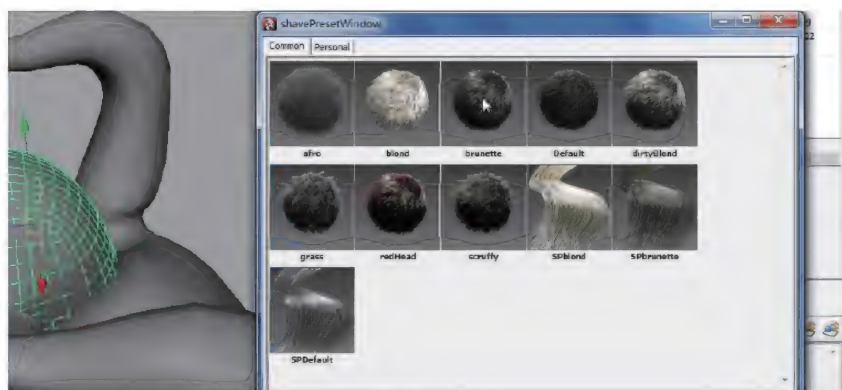 shavePresetWindow
Common Personal
afro blond brunette Default dirtyBlond
grass redHead scruffy SPblond SPbrunette
SPDefault